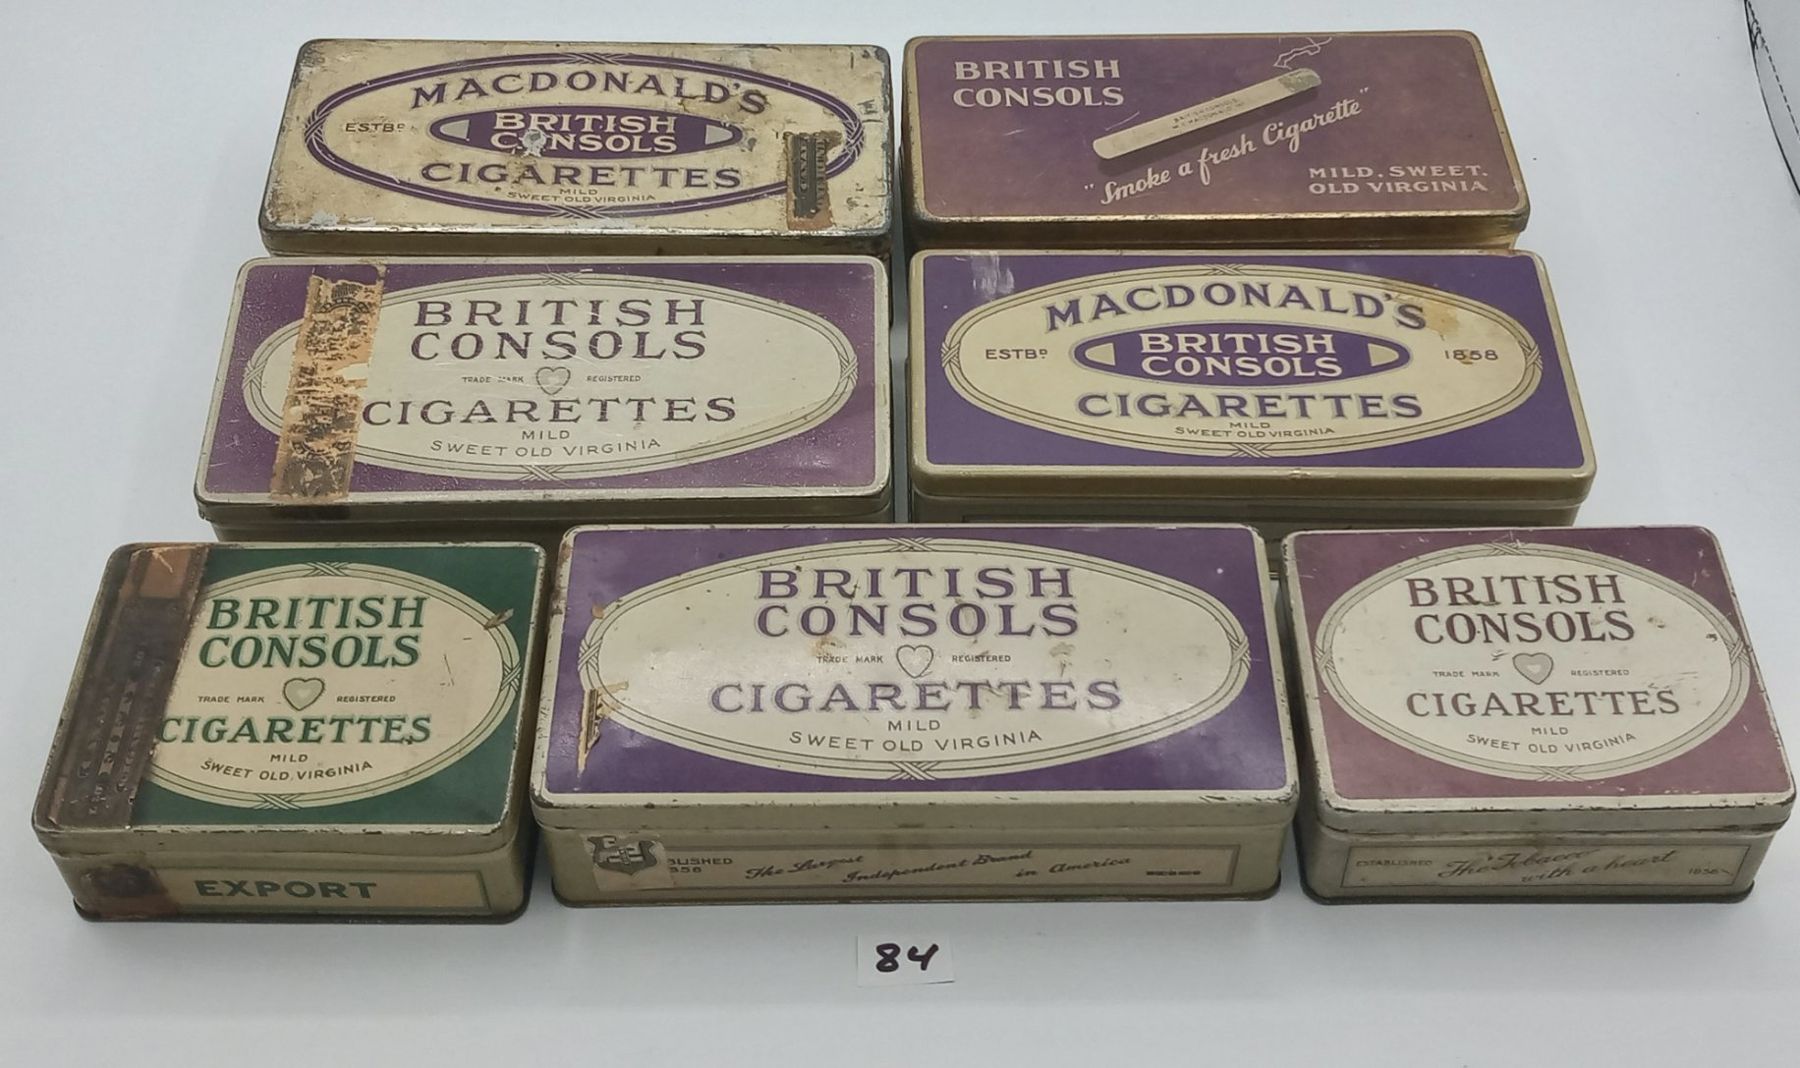 MACDONALD'S
ESTBD
BRITISH
CONSOLS
CIGARETTES
MILD
SWEET OLD VIRGINIA
BRITISH
CONSOLS
"Smoke a fresh Cigarette"
MILD. SWEET.
OLD VIRGINIA
BRITISH
CONSOLS
TRADE MARK REGISTERED
CIGARETTES
MILD
SWEET OLD VIRGINIA
MACDONALD'S
ESTBD 1858
BRITISH
CONSOLS
CIGARETTES
MILD
SWEET OLD VIRGINIA
BRITISH
CONSOLS
TRADE MARK REGISTERED
CIGARETTES
MILD
SWEET OLD VIRGINIA
EXPORT
BRITISH
CONSOLS
TRADE MARK REGISTERED
CIGARETTES
MILD
SWEET OLD VIRGINIA
The Largest
Independent Brand
in America
BRITISH
CONSOLS
TRADE MARK REGISTERED
CIGARETTES
MILD
SWEET OLD VIRGINIA
ESTABLISHED 1858
The Tobacco
with a heart
84